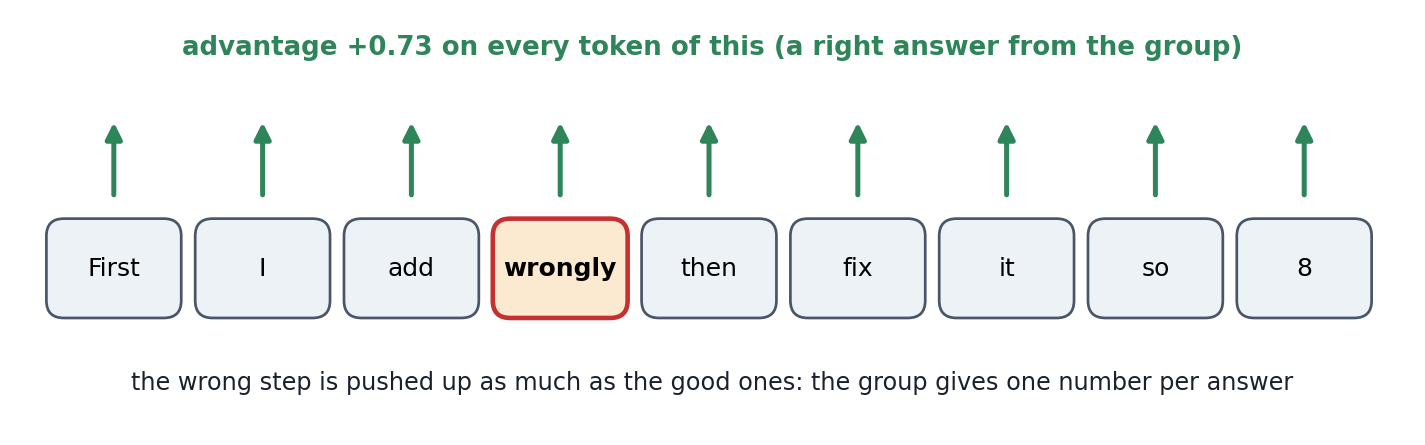 advantage +0.73 on every token of this (a right answer from the group)
First I add wrongly then fix it so 8
the wrong step is pushed up as much as the good ones: the group gives one number per answer